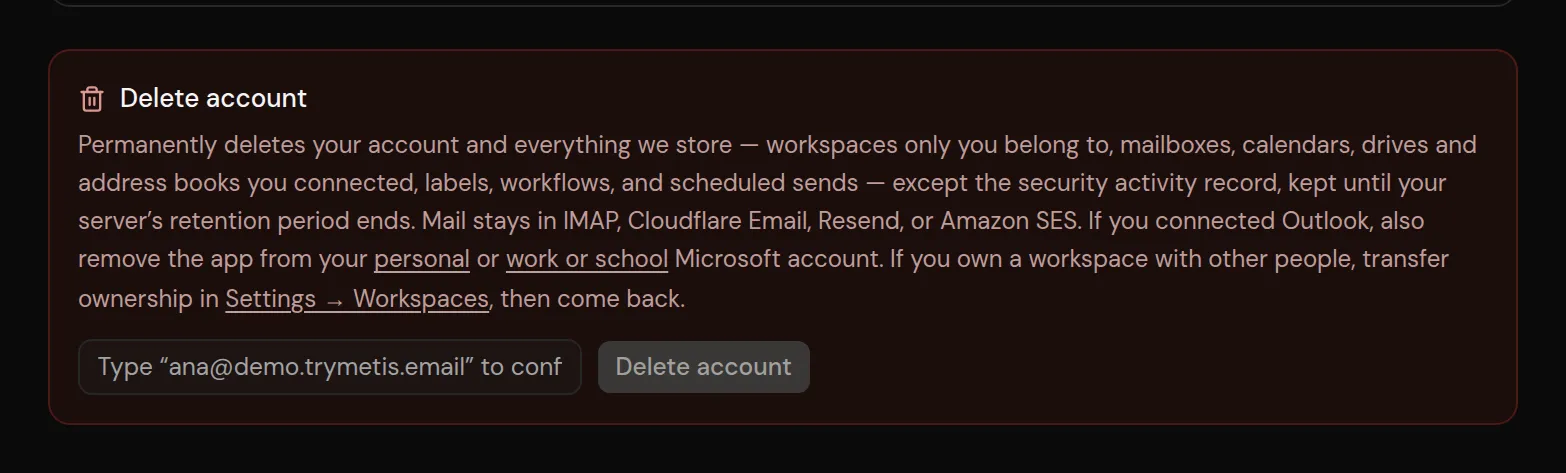 Delete account
Permanently deletes your account and everything we store — workspaces only you belong to, mailboxes, calendars, drives and
address books you connected, labels, workflows, and scheduled sends — except the security activity record, kept until your
server’s retention period ends. Mail stays in IMAP, Cloudflare Email, Resend, or Amazon SES. If you connected Outlook, also
remove the app from your personal or work or school Microsoft account. If you own a workspace with other people, transfer
ownership in Settings → Workspaces, then come back.
Type “ana@demo.trymetis.email” to conf
Delete account